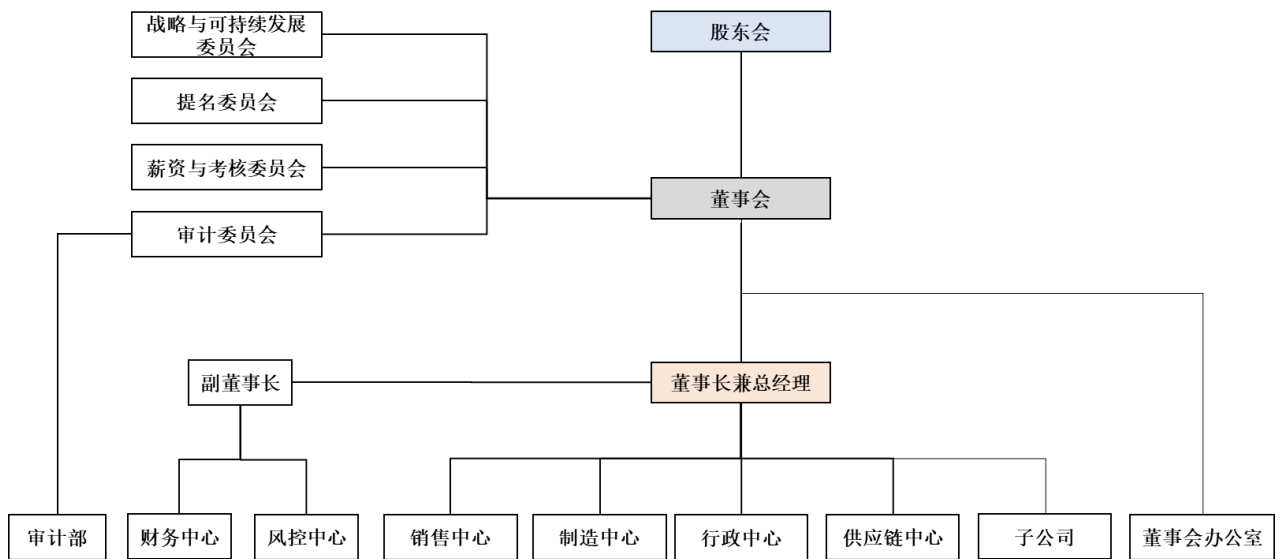 战略与可持续发展
委员会
股东会
提名委员会
薪资与考核委员会
董事会
审计委员会
副董事长
董事长兼总经理
审计部
财务中心
风控中心
销售中心
制造中心
行政中心
供应链中心
子公司
董事会办公室